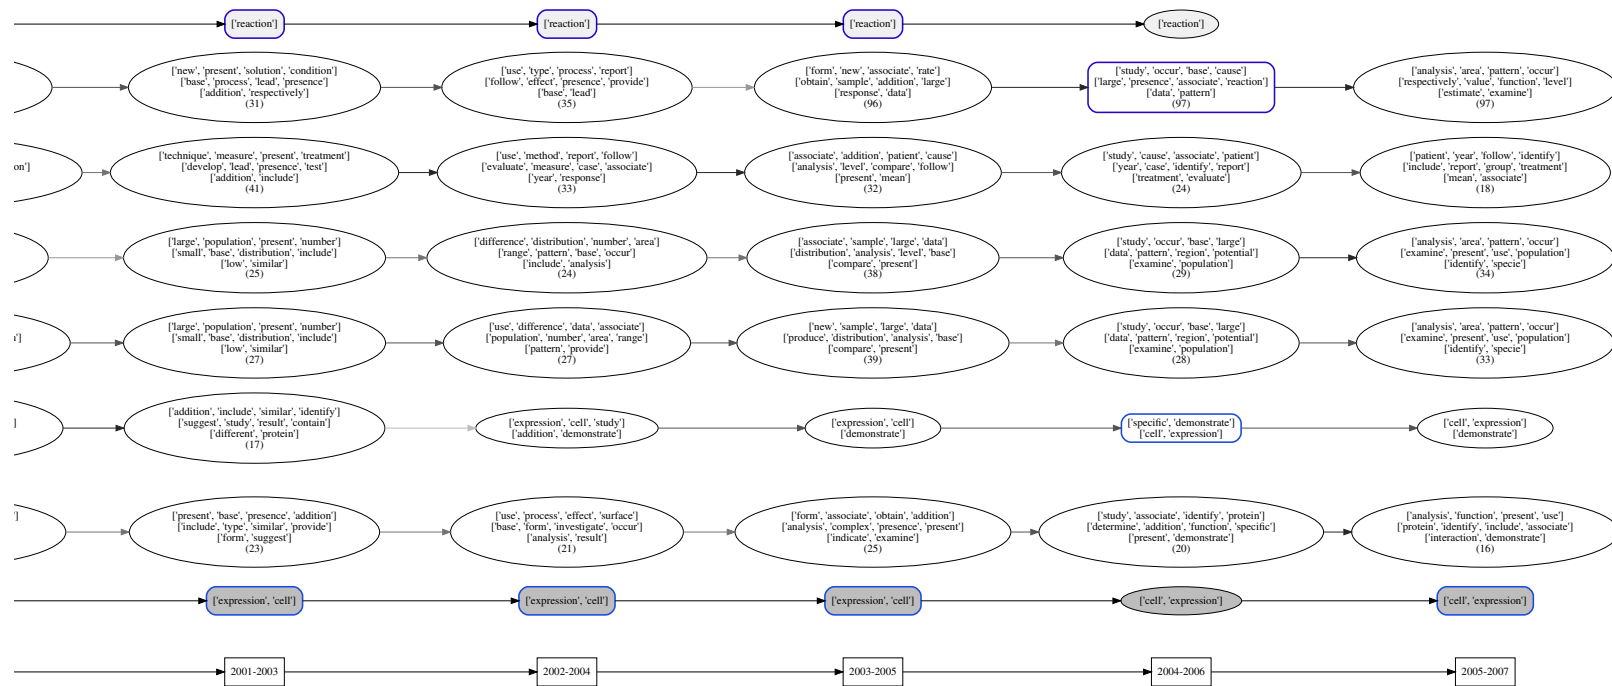 ['reaction']
['reaction']
['reaction']
['reaction']
['new', 'present', 'solution', 'condition']
['base', 'process', 'lead', 'presence']
['addition', 'respectively']
(31)
['use', 'type', 'process', 'report']
['follow', 'effect', 'presence', 'provide']
['base', 'lead']
(35)
['form', 'new', 'associate', 'rate']
['obtain', 'sample', 'addition', 'large']
['response', 'data']
(96)
['study', 'occur', 'base', 'cause']
['large', 'presence', 'associate', 'reaction']
['data', 'pattern']
(97)
['analysis', 'area', 'pattern', 'occur']
['respectively', 'value', 'function', 'level']
['estimate', 'examine']
(97)
on']
['technique', 'measure', 'present', 'treatment']
['develop', 'lead', 'presence', 'test']
['addition', 'include']
(41)
['use', 'method', 'report', 'follow']
['evaluate', 'measure', 'case', 'associate']
['year', 'response']
(33)
['associate', 'addition', 'patient', 'cause']
['analysis', 'level', 'compare', 'follow']
['present', 'mean']
(32)
['study', 'cause', 'associate', 'patient']
['year', 'case', 'identify', 'report']
['treatment', 'evaluate']
(24)
['patient', 'year', 'follow', 'identify']
['include', 'report', 'group', 'treatment']
['mean', 'associate']
(18)
['large', 'population', 'present', 'number']
['small', 'base', 'distribution', 'include']
['low', 'similar']
(25)
['difference', 'distribution', 'number', 'area']
['range', 'pattern', 'base', 'occur']
['include', 'analysis']
(24)
['associate', 'sample', 'large', 'data']
['distribution', 'analysis', 'level', 'base']
['compare', 'present']
(38)
['study', 'occur', 'base', 'large']
['data', 'pattern', 'region', 'potential']
['examine', 'population']
(29)
['analysis', 'area', 'pattern', 'occur']
['examine', 'present', 'use', 'population']
['identify', 'specie']
(34)
']
['large', 'population', 'present', 'number']
['small', 'base', 'distribution', 'include']
['low', 'similar']
(27)
['use', 'difference', 'data', 'associate']
['population', 'number', 'area', 'range']
['pattern', 'provide']
(27)
['new', 'sample', 'large', 'data']
['produce', 'distribution', 'analysis', 'base']
['compare', 'present']
(39)
['study', 'occur', 'base', 'large']
['data', 'pattern', 'region', 'potential']
['examine', 'population']
(28)
['analysis', 'area', 'pattern', 'occur']
['examine', 'present', 'use', 'population']
['identify', 'specie']
(33)
]
['addition', 'include', 'similar', 'identify']
['suggest', 'study', 'result', 'contain']
['different', 'protein']
(17)
['expression', 'cell', 'study']
['addition', 'demonstrate']
['expression', 'cell']
['demonstrate']
['specific', 'demonstrate']
['cell', 'expression']
['cell', 'expression']
['demonstrate']
']
['present', 'base', 'presence', 'addition']
['include', 'type', 'similar', 'provide']
['form', 'suggest']
(23)
['use', 'process', 'effect', 'surface']
['base', 'form', 'investigate', 'occur']
['analysis', 'result']
(21)
['form', 'associate', 'obtain', 'addition']
['analysis', 'complex', 'presence', 'present']
['indicate', 'examine']
(25)
['study', 'associate', 'identify', 'protein']
['determine', 'addition', 'function', 'specific']
['present', 'demonstrate']
(20)
['analysis', 'function', 'present', 'use']
['protein', 'identify', 'include', 'associate']
['interaction', 'demonstrate']
(16)
['expression', 'cell']
['expression', 'cell']
['expression', 'cell']
['cell', 'expression']
['cell', 'expression']
2001-2003
2002-2004
2003-2005
2004-2006
2005-2007